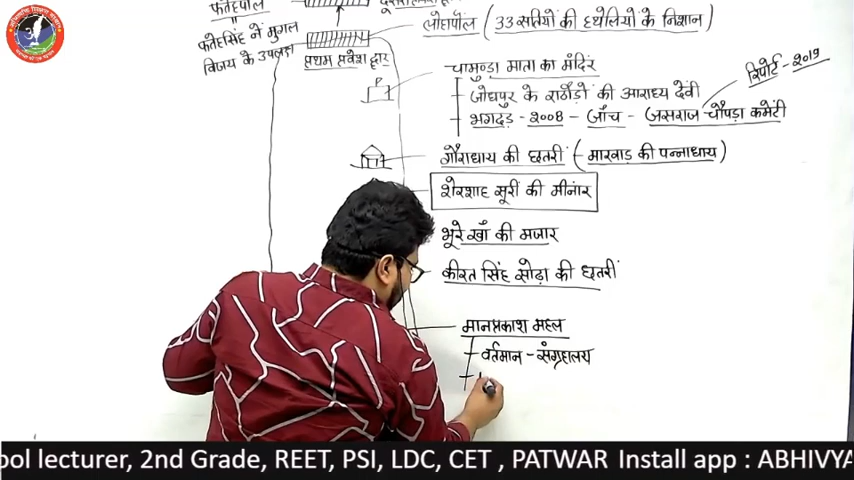 फतेहपोल
फतेहसिंह ने मुगल
विजय के उपलक्ष
प्रथम प्रवेश द्वार
लोहापोल (33 सतियों की हथेलियों के निशान)
चामुण्डा माता का मंदिर
जोधपुर के राठौड़ों की आराध्य देवी
भगदड़ - 2008 - जाँच - जसराज चौपड़ा कमेटी
रिपोर्ट - 2019
गौराधाय की छतरी (मारवाड़ की पन्नाधाय)
शेरशाह सूरी की मीनार
भूरे खाँ की मजार
कीरत सिंह सोढ़ा की छतरी
मानप्रकाश महल
वर्तमान - संग्रहालय
ool lecturer, 2nd Grade, REET, PSI, LDC, CET , PATWAR Install app : ABHIVYA